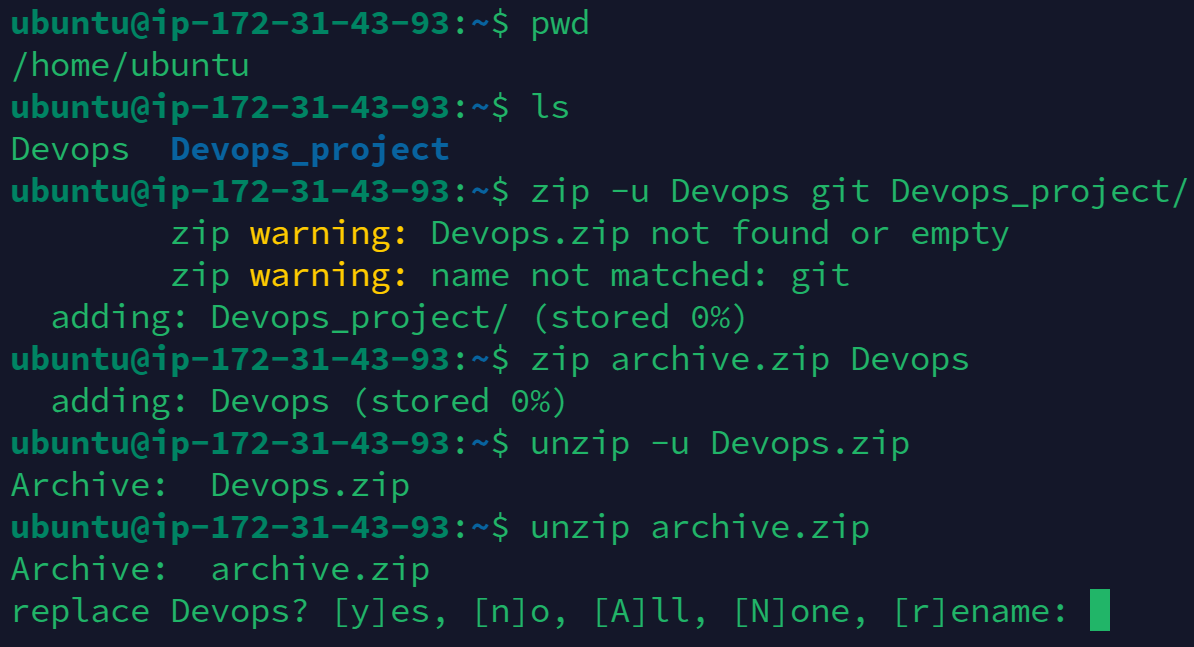 ubuntu@ip-172-31-43-93:~$ pwd
/home/ubuntu
ubuntu@ip-172-31-43-93:~$ ls
Devops  Devops_project
ubuntu@ip-172-31-43-93:~$ zip -u Devops git Devops_project/
        zip warning: Devops.zip not found or empty
        zip warning: name not matched: git
  adding: Devops_project/ (stored 0%)
ubuntu@ip-172-31-43-93:~$ zip archive.zip Devops
  adding: Devops (stored 0%)
ubuntu@ip-172-31-43-93:~$ unzip -u Devops.zip
Archive:  Devops.zip
ubuntu@ip-172-31-43-93:~$ unzip archive.zip
Archive:  archive.zip
replace Devops? [y]es, [n]o, [A]ll, [N]one, [r]ename: